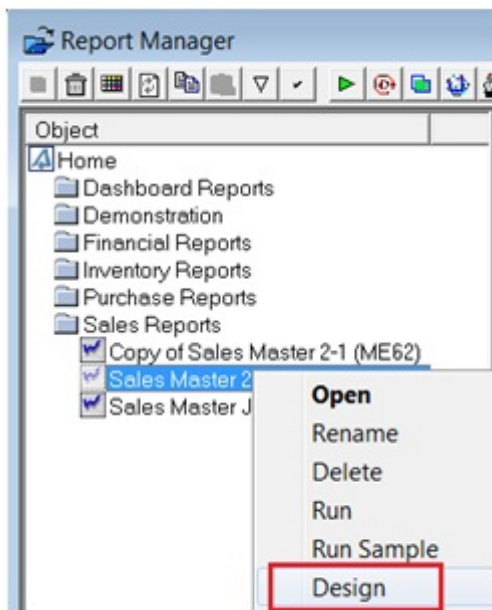 Report Manager
Object
Home
Dashboard Reports
Demonstration
Financial Reports
Inventory Reports
Purchase Reports
Sales Reports
Copy of Sales Master 2-1 (ME62)
Sales Master 2
Sales Master J
Open
Rename
Delete
Run
Run Sample
Design